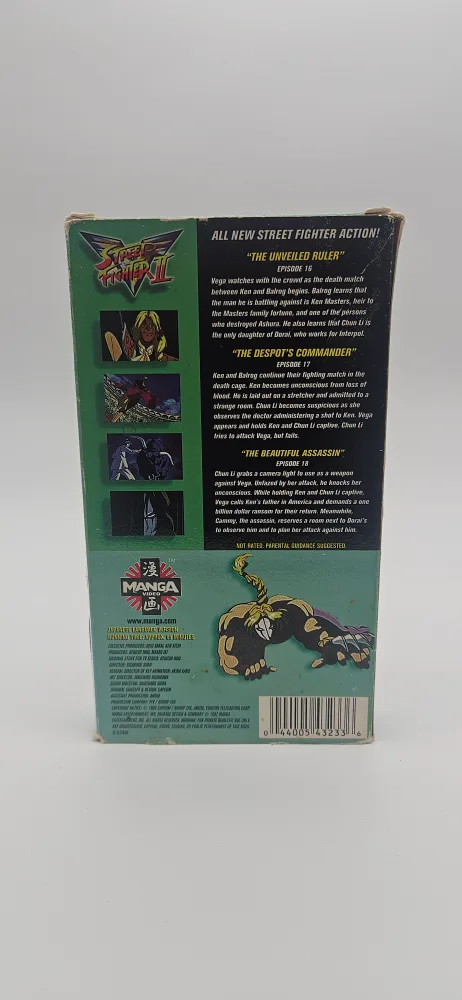 STREET
FIGHTER II
ALL NEW STREET FIGHTER ACTION!
"THE UNVEILED RULER"
EPISODE 16
Vega watches with the crowd as the death match
between Ken and Balrog begins. Balrog learns that
the man he is battling against is Ken Masters, heir to
the Masters family fortune, and one of the persons
who destroyed Ashura. He also learns that Chun Li is
the only daughter of Dorai, who works for Interpol.
"THE DESPOT'S COMMANDER"
EPISODE 17
Ken and Balrog continue their fighting match in the
death cage. Ken becomes unconscious from loss of
blood. He is laid out on a stretcher and admitted to a
strange room. Chun Li becomes suspicious as she
observes the doctor administering a shot to Ken. Vega
appears and holds Ken and Chun Li captive. Chun Li
tries to attack Vega, but fails.
"THE BEAUTIFUL ASSASSIN"
EPISODE 18
Chun Li grabs a camera light to use as a weapon
against Vega. Unfazed by her attack, he knocks her
unconscious. While holding Ken and Chun Li captive,
Vega calls Ken's father in America and demands a one
billion dollar ransom for their return. Meanwhile,
Cammy, the assassin, reserves a room next to Dorai's
to observe him and to plan her attack against him.
NOT RATED. PARENTAL GUIDANCE SUGGESTED.
漫
TM
MANGA
VIDEO
画
www.manga.com
0 44005 43233 6